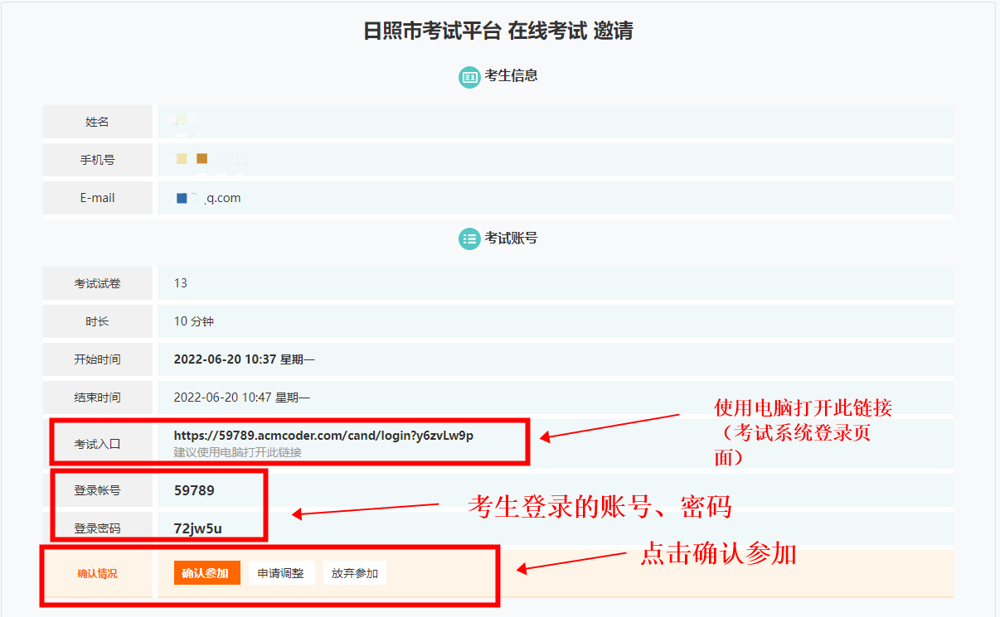 日照市考试平台 在线考试 邀请
考生信息
姓名
手机号
E-mail q.com
考试账号
考试试卷 13
时长 10 分钟
开始时间 2022-06-20 10:37 星期一
结束时间 2022-06-20 10:47 星期一
考试入口 https://59789.acmcoder.com/cand/login?y6zvLw9p
建议使用电脑打开此链接
使用电脑打开此链接
（考试系统登录页
面）
登录帐号 59789
登录密码 72jw5u
考生登录的账号、密码
确认情况 确认参加 申请调整 放弃参加
点击确认参加